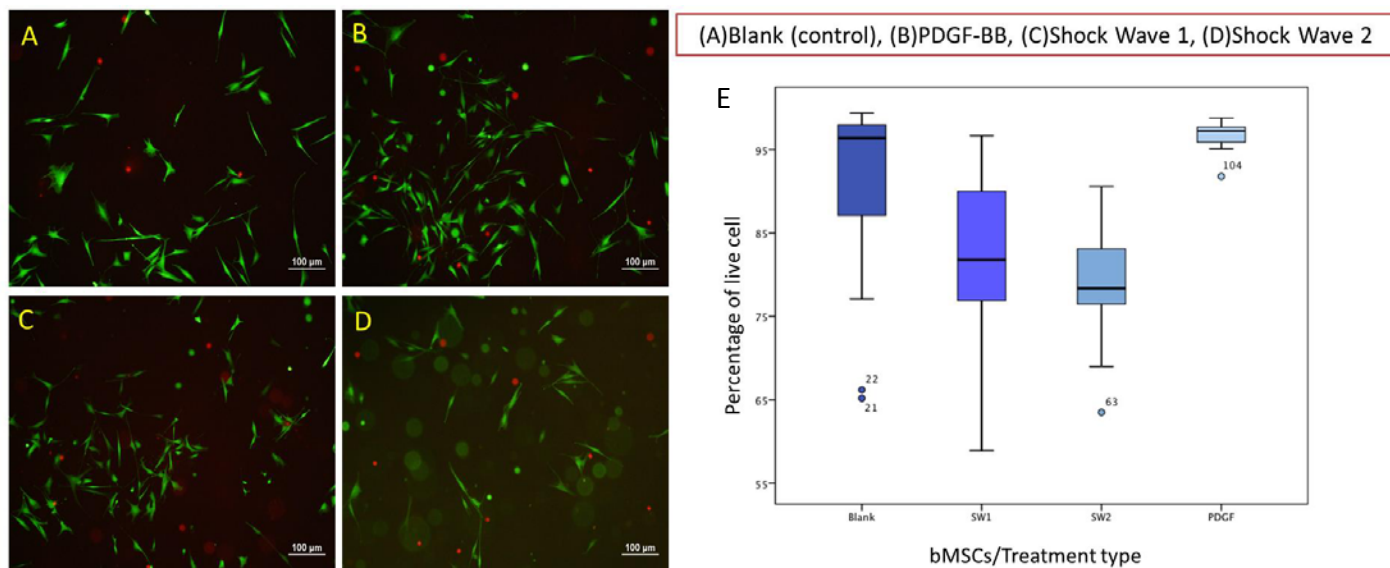 A
B
(A)Blank (control), (B)PDGF-BB, (C)Shock Wave 1, (D)Shock Wave 2
100 µm
100 µm
C
D
100 µm
100 µm
E
Percentage of live cell
95
85
75
65
55
22
21
63
104
Blank
SW1
SW2
PDGF
bMSCs/Treatment type